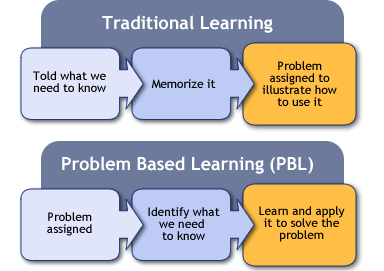 Traditional Learning
Told what we
need to know
Memorize it
Problem
assigned to
illustrate how
to use it
Problem Based Learning (PBL)
Problem
assigned
Identify what
we need
to know
Learn and apply
it to solve the
problem